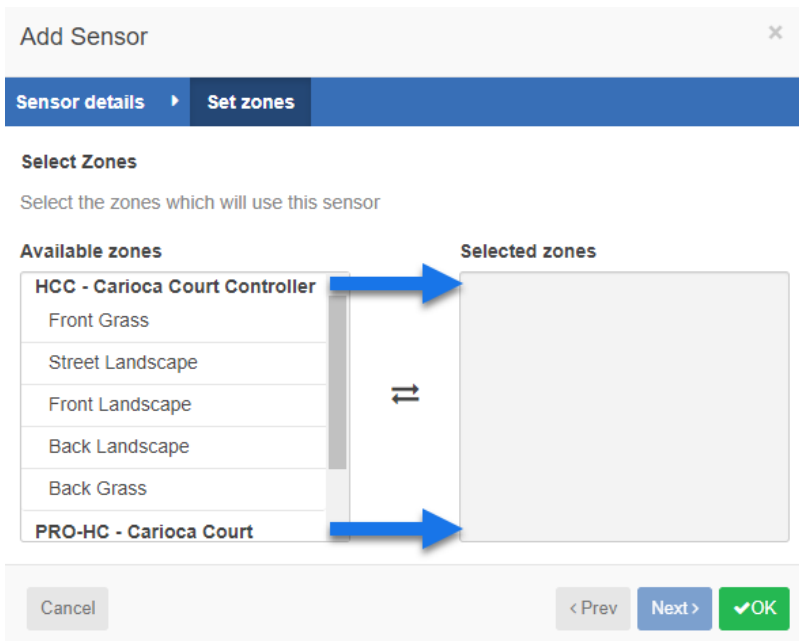 Add Sensor ×
Sensor details Set zones
Select Zones
Select the zones which will use this sensor
Available zones Selected zones
HCC - Carioca Court Controller
Front Grass
Street Landscape
Front Landscape
Back Landscape
Back Grass
PRO-HC - Carioca Court
Cancel < Prev Next > ✔OK